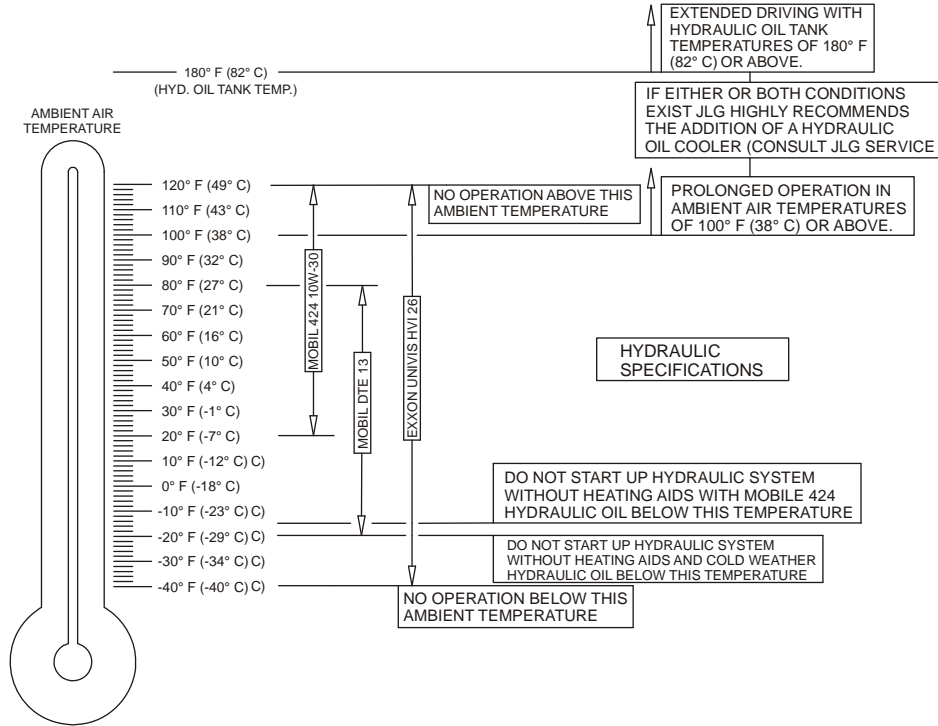 EXTENDED DRIVING WITH
HYDRAULIC OIL TANK
TEMPERATURES OF 180° F
(82° C) OR ABOVE.
180° F (82° C)
(HYD. OIL TANK TEMP.)
IF EITHER OR BOTH CONDITIONS
EXIST JLG HIGHLY RECOMMENDS
THE ADDITION OF A HYDRAULIC
OIL COOLER (CONSULT JLG SERVICE
AMBIENT AIR
TEMPERATURE
120° F (49° C)
110° F (43° C)
100° F (38° C)
90° F (32° C)
80° F (27° C)
70° F (21° C)
60° F (16° C)
50° F (10° C)
40° F (4° C)
30° F (-1° C)
20° F (-7° C)
10° F (-12° C) C)
0° F (-18° C)
-10° F (-23° C) C)
-20° F (-29° C) C)
-30° F (-34° C) C)
-40° F (-40° C) C)
MOBIL 424 10W-30
MOBIL DTE 13
EXXON UNIVIS HVI 26
NO OPERATION ABOVE THIS
AMBIENT TEMPERATURE
PROLONGED OPERATION IN
AMBIENT AIR TEMPERATURES
OF 100° F (38° C) OR ABOVE.
HYDRAULIC
SPECIFICATIONS
DO NOT START UP HYDRAULIC SYSTEM
WITHOUT HEATING AIDS WITH MOBILE 424
HYDRAULIC OIL BELOW THIS TEMPERATURE
DO NOT START UP HYDRAULIC SYSTEM
WITHOUT HEATING AIDS AND COLD WEATHER
HYDRAULIC OIL BELOW THIS TEMPERATURE
NO OPERATION BELOW THIS
AMBIENT TEMPERATURE